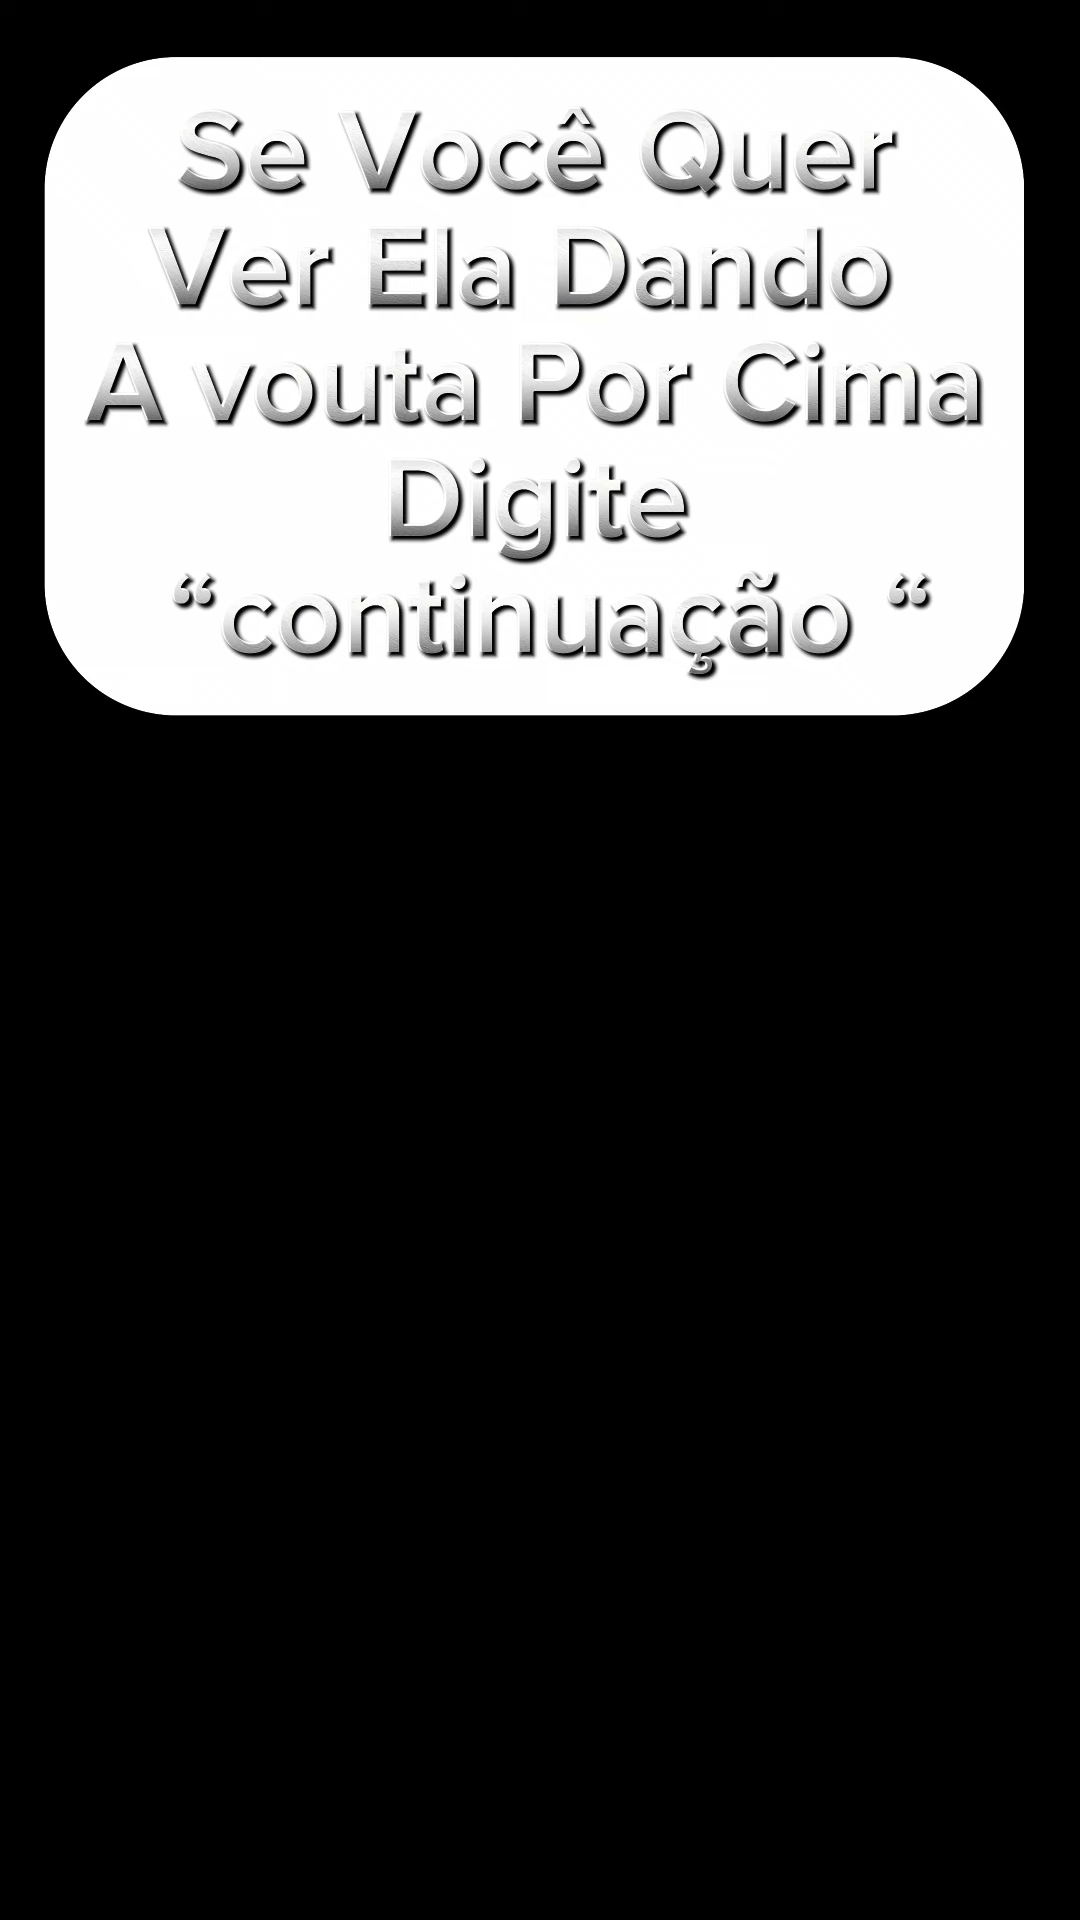 Se Você Quer
Ver Ela Dando
A vouta Por Cima
Digite
“continuação “